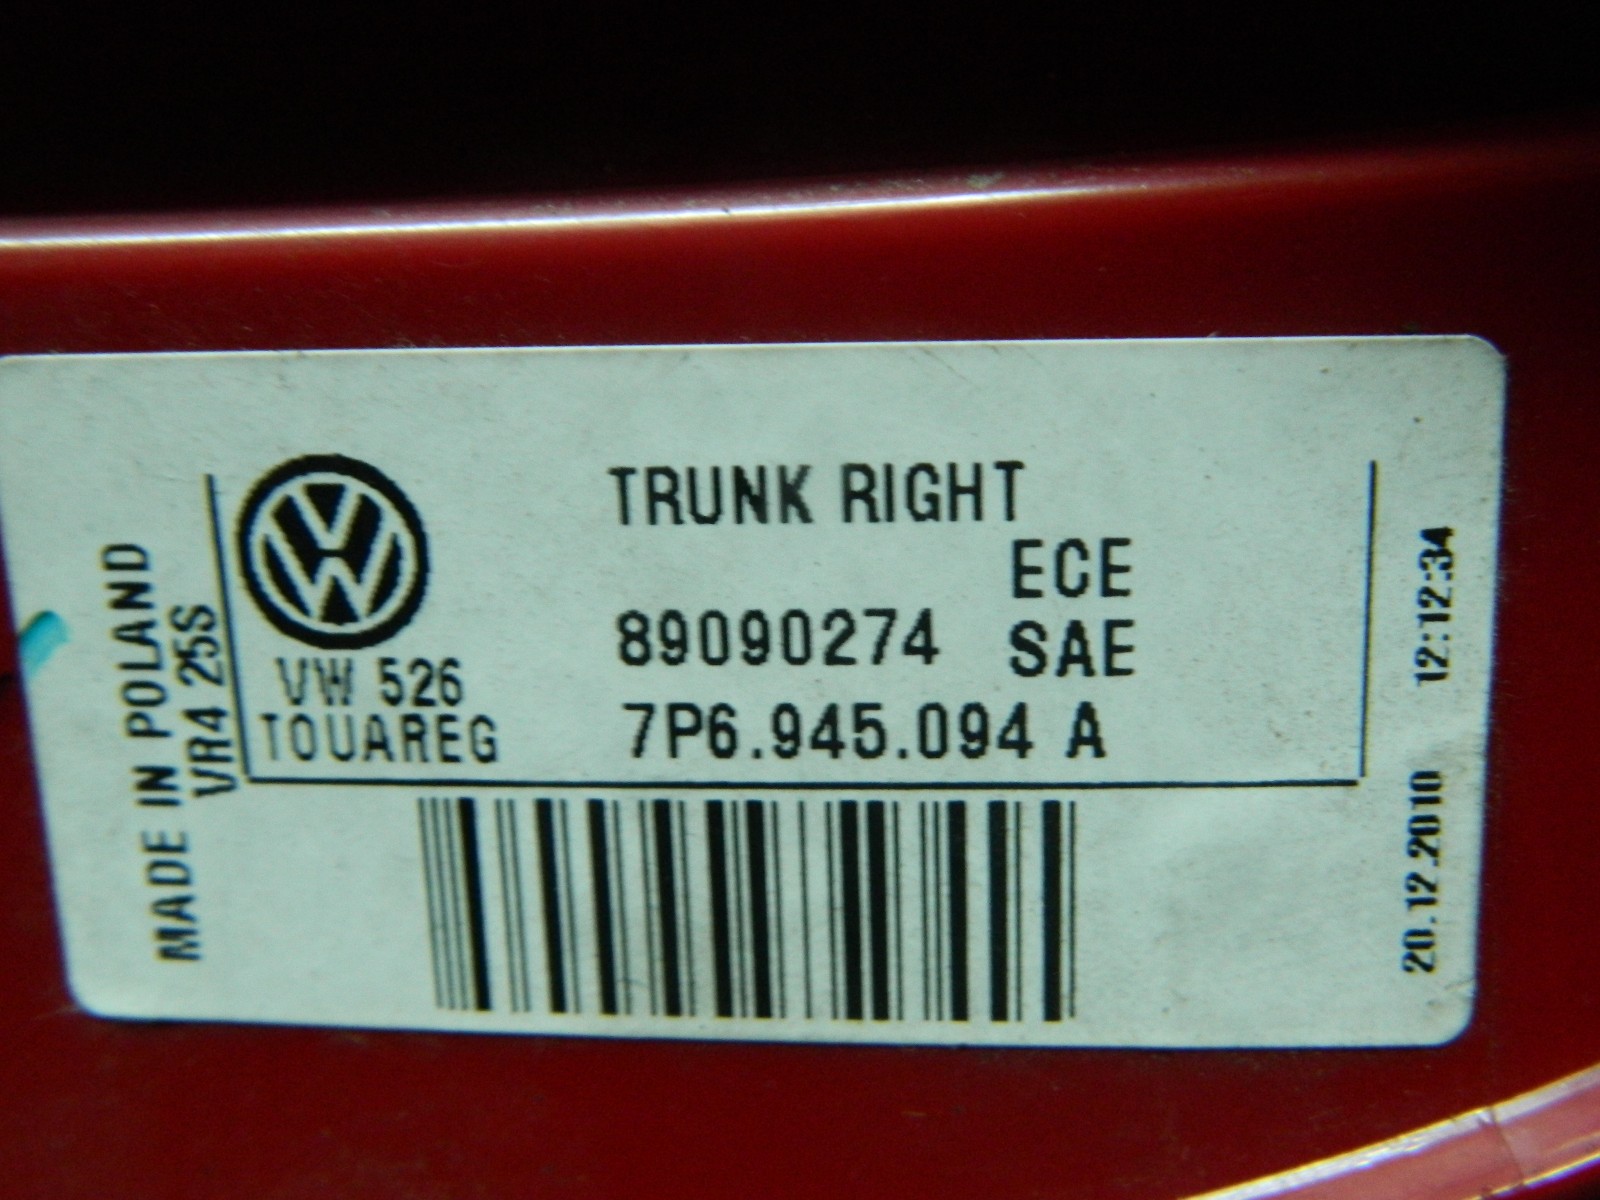 MADE IN POLAND
VR4 25S
VW 526
TOUAREG
TRUNK RIGHT
ECE
89090274 SAE
7P6.945.094 A
20.12.2010 12:12:34